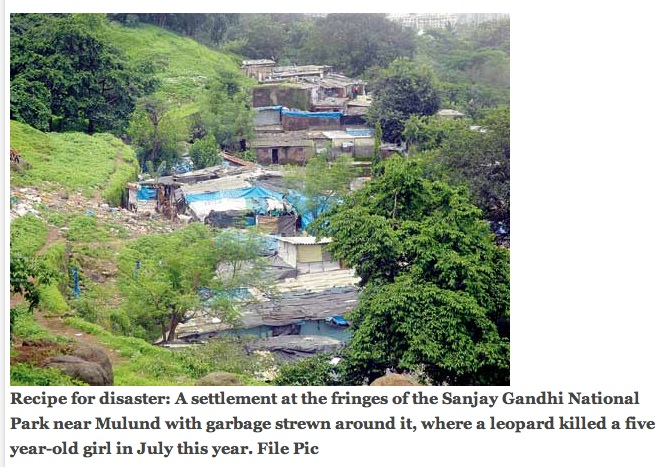 Recipe for disaster: A settlement at the fringes of the Sanjay Gandhi National
Park near Mulund with garbage strewn around it, where a leopard killed a five
year-old girl in July this year. File Pic